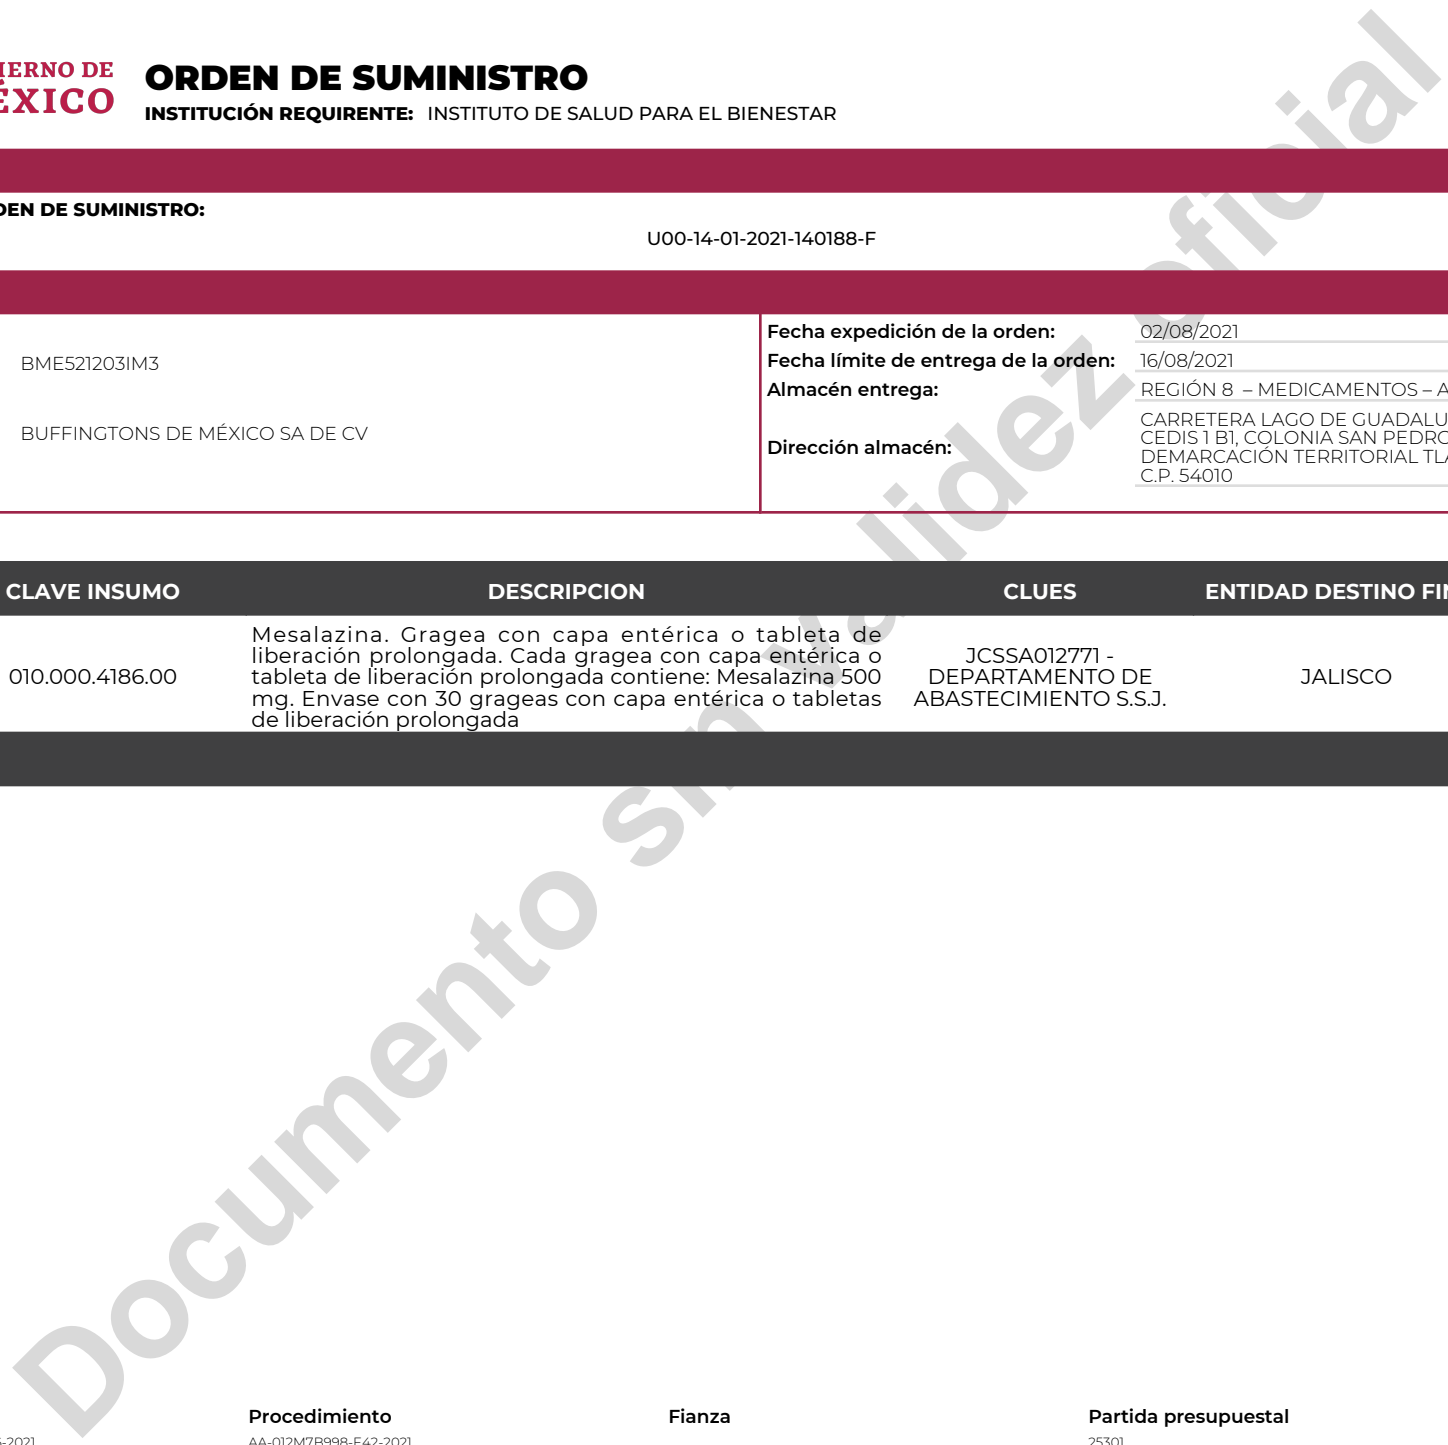 IERNO DE
ÉXICO
ORDEN DE SUMINISTRO
INSTITUCIÓN REQUIRENTE: INSTITUTO DE SALUD PARA EL BIENESTAR
DEN DE SUMINISTRO:
U00-14-01-2021-140188-F
BME521203IM3
BUFFINGTONS DE MÉXICO SA DE CV
Fecha expedición de la orden: 02/08/2021
Fecha límite de entrega de la orden: 16/08/2021
Almacén entrega: REGIÓN 8 – MEDICAMENTOS – A
Dirección almacén:
CARRETERA LAGO DE GUADALU
CEDIS 1 B1, COLONIA SAN PEDRO
DEMARCACIÓN TERRITORIAL TLA
C.P. 54010
CLAVE INSUMO DESCRIPCION CLUES ENTIDAD DESTINO FIN
010.000.4186.00
Mesalazina. Gragea con capa entérica o tableta de
liberación prolongada. Cada gragea con capa entérica o
tableta de liberación prolongada contiene: Mesalazina 500
mg. Envase con 30 grageas con capa entérica o tabletas
de liberación prolongada
JCSSA012771 -
DEPARTAMENTO DE
ABASTECIMIENTO S.S.J.
JALISCO
Documento sin validez oficial
Procedimiento Fianza Partida presupuestal
-2021 AA-012M7B998-E42-2021 25301